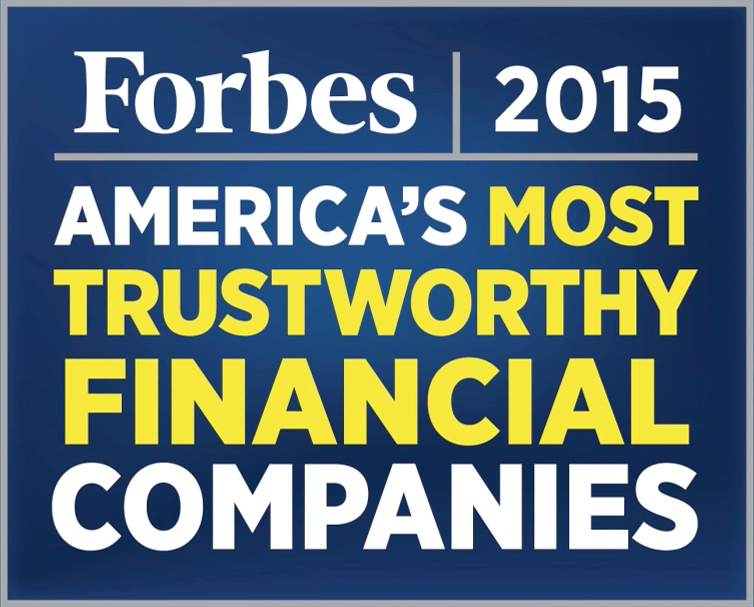 Forbes | 2015
AMERICA'S MOST
TRUSTWORTHY
FINANCIAL
COMPANIES